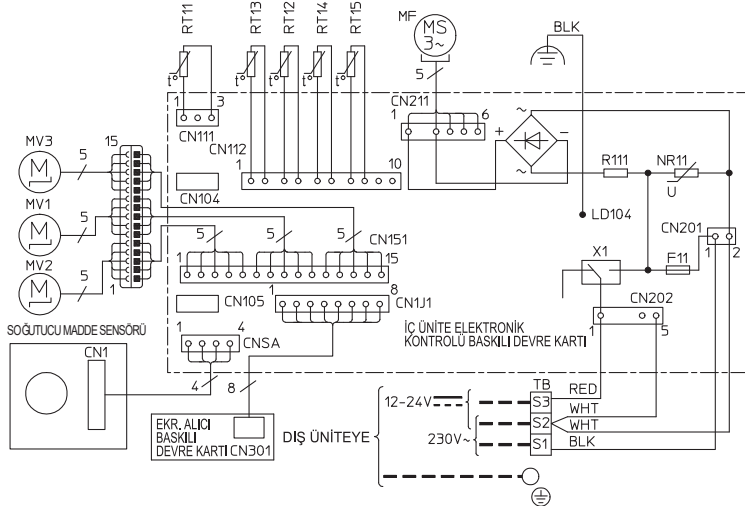 RT11
RT13
RT12
RT14
RT15
MF
MS
3~
BLK
t°
t°
t°
t°
t°
5
1
3
CN111
CN211
1
6
+
~
−
~
R111
NR11
U
MV3
M
5
15
CN112
1
10
CN104
LD104
MV1
M
5
CN201
1
2
5
5
5
CN151
1
15
X1
F11
MV2
M
5
1
CN105
1
8
CN1J1
CN202
1
5
SOĞUTUCU MADDE SENSÖRÜ
CN1
1
4
CNSA
İÇ ÜNİTE ELEKTRONİK
KONTROLÜ BASKILI DEVRE KARTI
4
8
TB
12-24V
S3
RED
WHT
S2
WHT
230V~
S1
BLK
EKR. ALICI
BASKILI
DEVRE KARTI CN301
DIŞ ÜNİTEYE